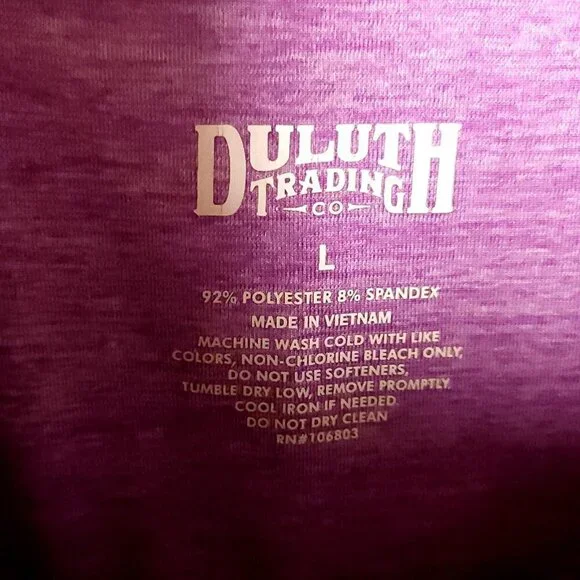 DULUTH
TRADING
CO
L
92% POLYESTER 8% SPANDEX
MADE IN VIETNAM
MACHINE WASH COLD WITH LIKE
COLORS, NON-CHLORINE BLEACH ONLY,
DO NOT USE SOFTENERS,
TUMBLE DRY LOW, REMOVE PROMPTLY
COOL IRON IF NEEDED
DO NOT DRY CLEAN
RN#106803